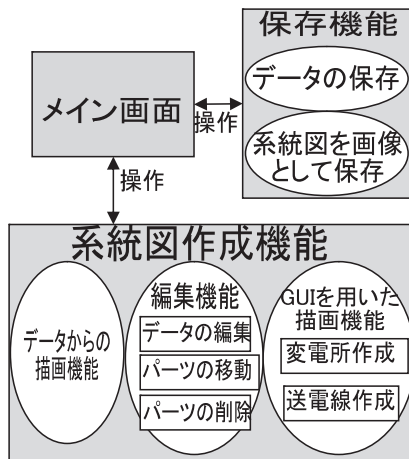 保存機能
データの保存
系統図を画像
として保存
メイン画面
操作
操作
系統図作成機能
データからの
描画機能
編集機能
データの編集
パーツの移動
パーツの削除
GUIを用いた
描画機能
変電所作成
送電線作成